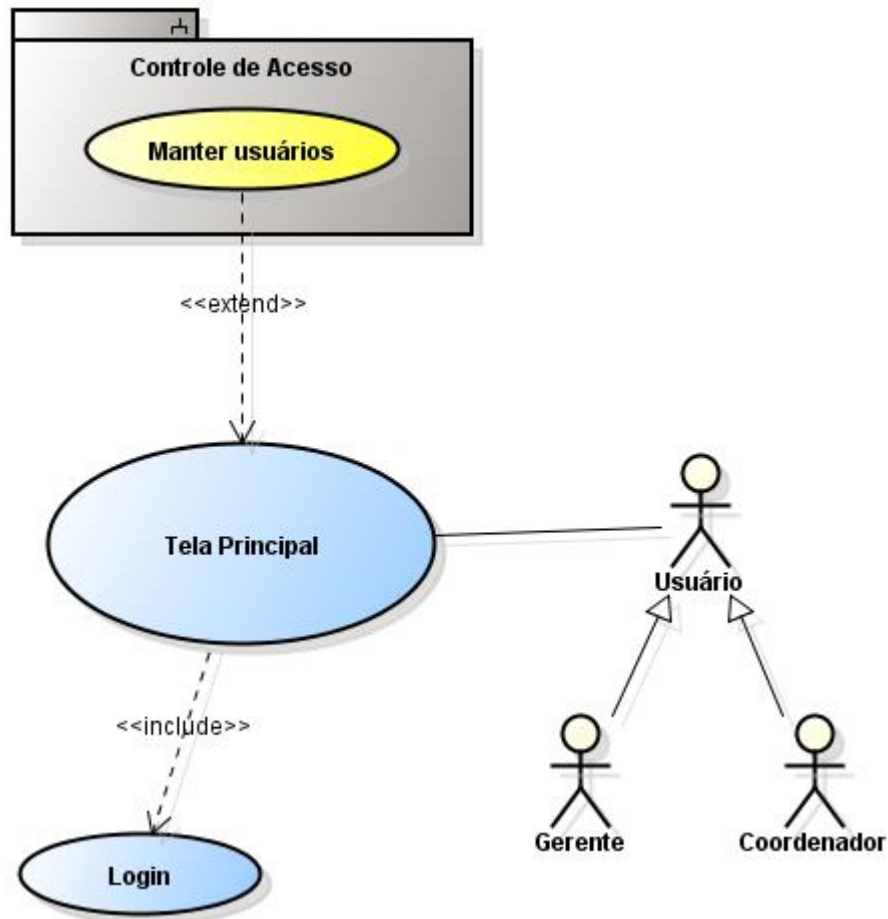 Controle de Acesso
Manter usuários
<<extend>>
Tela Principal
Usuário
<<include>>
Gerente
Coordenador
Login